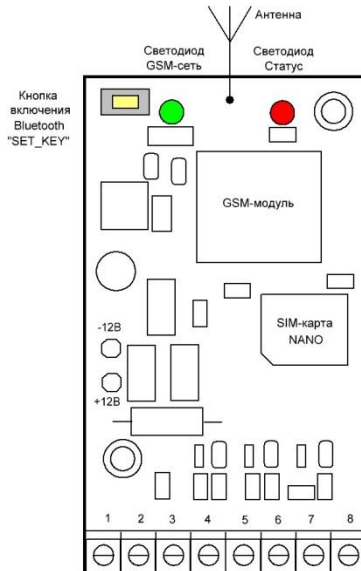 Антенна
Светодиод
GSM-сеть
Светодиод
Статус
Кнопка
включения
Bluetooth
"SET_KEY"
GSM-модуль
SIM-карта
NANO
-12В
+12В
1 2 3 4 5 6 7 8